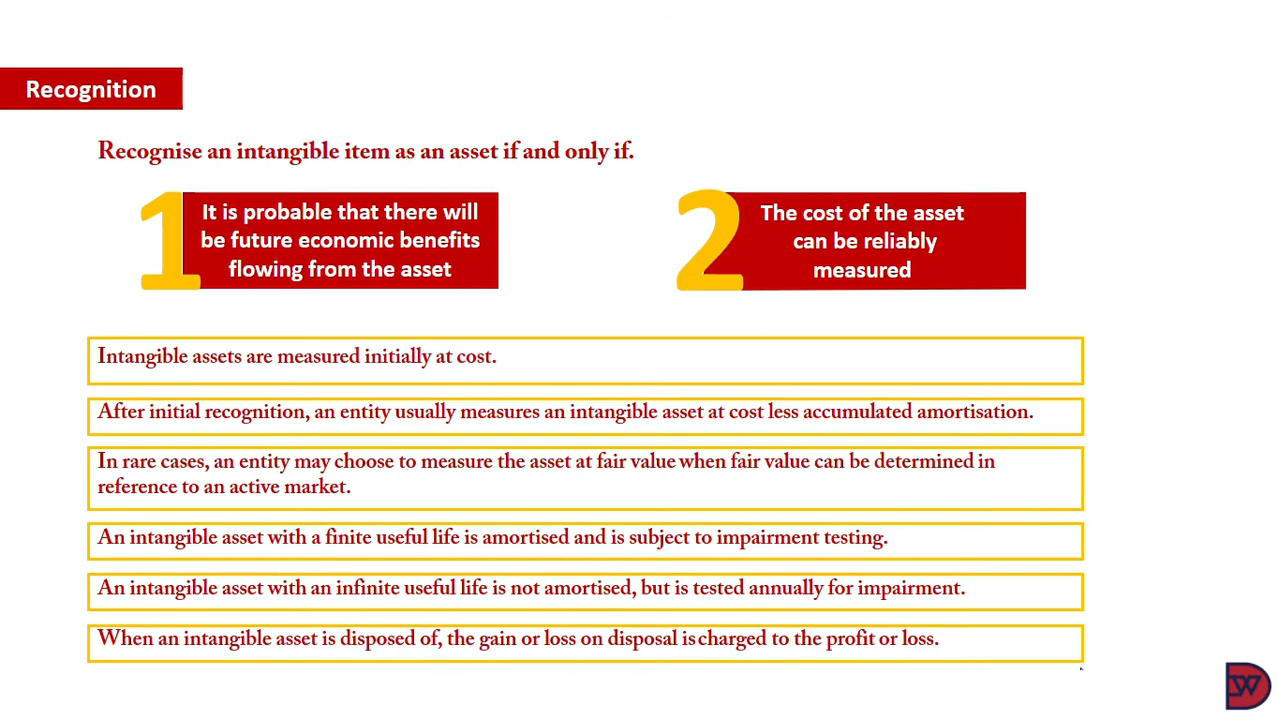 Recognition
Recognise an intangible item as an asset if and only if.
1
It is probable that there will
be future economic benefits
flowing from the asset
2
The cost of the asset
can be reliably
measured
Intangible assets are measured initially at cost.
After initial recognition, an entity usually measures an intangible asset at cost less accumulated amortisation.
In rare cases, an entity may choose to measure the asset at fair value when fair value can be determined in
reference to an active market.
An intangible asset with a finite useful life is amortised and is subject to impairment testing.
An intangible asset with an infinite useful life is not amortised, but is tested annually for impairment.
When an intangible asset is disposed of, the gain or loss on disposal is charged to the profit or loss.
DW